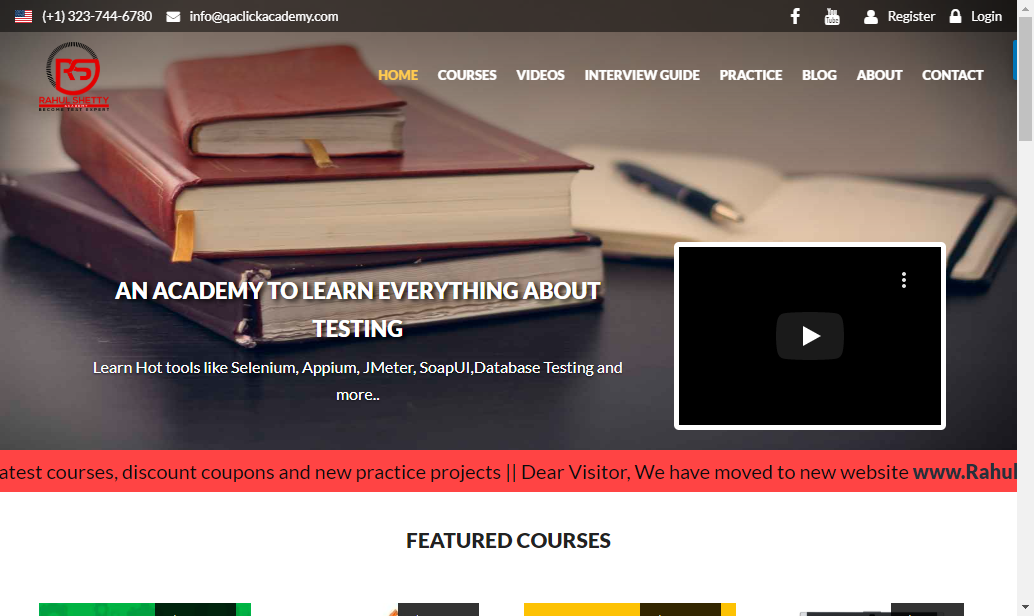 (+1) 323-744-6780 info@qaclickacademy.com Register Login
RS
RAHUL SHETTY
ACADEMY
HOME COURSES VIDEOS INTERVIEW GUIDE PRACTICE BLOG ABOUT CONTACT
AN ACADEMY TO LEARN EVERYTHING ABOUT
TESTING
Learn Hot tools like Selenium, Appium, JMeter, SoapUI,Database Testing and
more..
atest courses, discount coupons and new practice projects || Dear Visitor, We have moved to new website www.Rahul
FEATURED COURSES